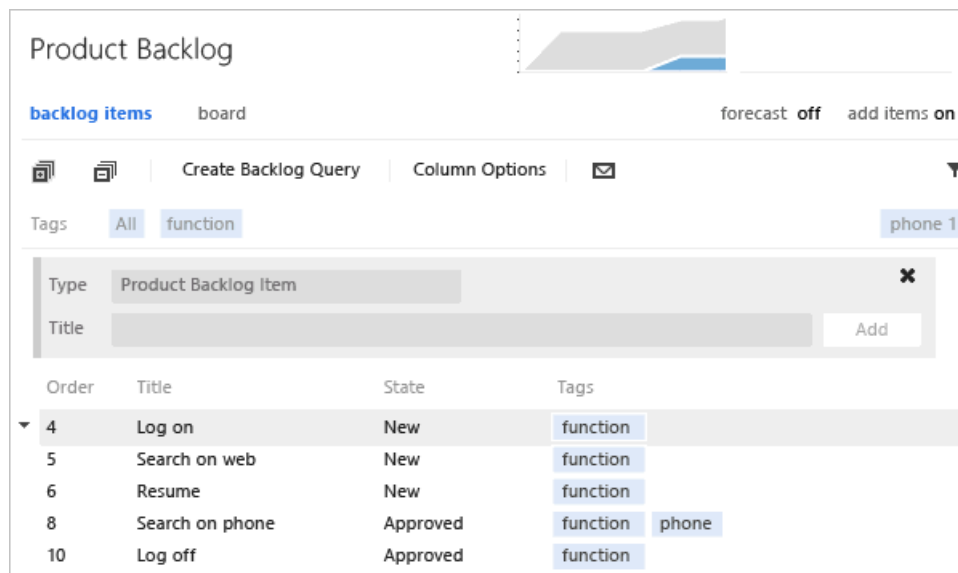 Product Backlog
backlog items board forecast off add items on
Create Backlog Query Column Options
Tags All function phone 1
Type Product Backlog Item
Title Add
Order Title State Tags
4 Log on New function
5 Search on web New function
6 Resume New function
8 Search on phone Approved function phone
10 Log off Approved function